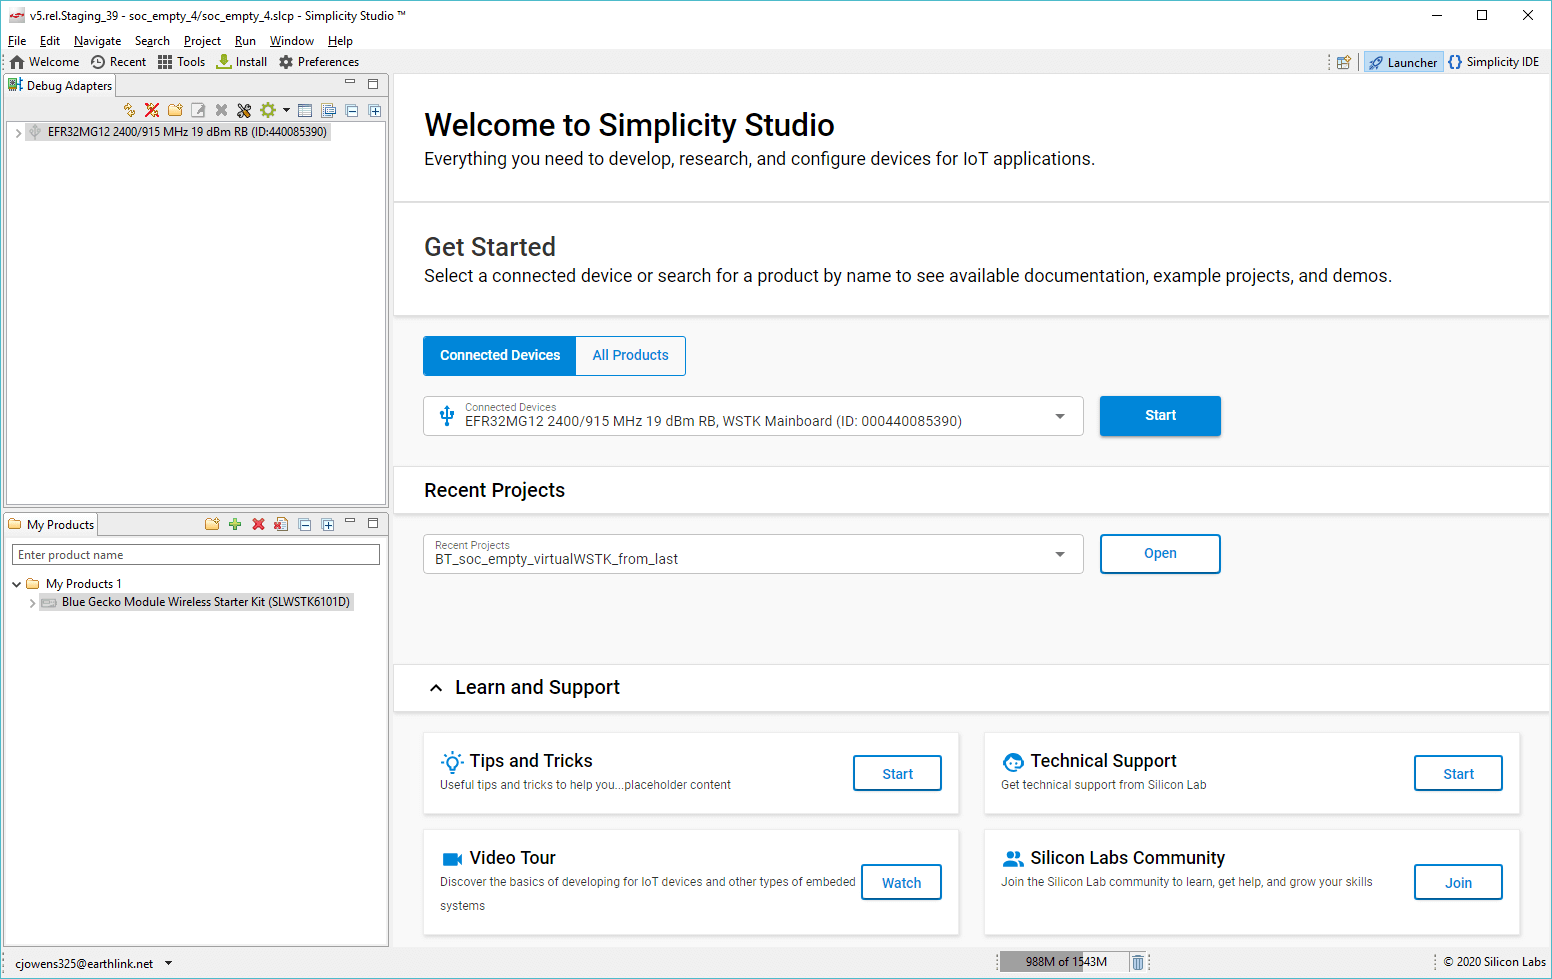 v5.rel.Staging_39 - soc_empty_4/soc_empty_4.slcp - Simplicity Studio ™
File Edit Navigate Search Project Run Window Help
Welcome Recent Tools Install Preferences Launcher Simplicity IDE
Debug Adapters
EFR32MG12 2400/915 MHz 19 dBm RB (ID:440085390)
Welcome to Simplicity Studio
Everything you need to develop, research, and configure devices for IoT applications.
Get Started
Select a connected device or search for a product by name to see available documentation, example projects, and demos.
Connected Devices All Products
Connected Devices
EFR32MG12 2400/915 MHz 19 dBm RB, WSTK Mainboard (ID: 000440085390)
Start
Recent Projects
Recent Projects
BT_soc_empty_virtualWSTK_from_last
Open
My Products
Enter product name
My Products 1
Blue Gecko Module Wireless Starter Kit (SLWSTK6101D)
Learn and Support
Tips and Tricks
Useful tips and tricks to help you...placeholder content
Start
Technical Support
Get technical support from Silicon Lab
Start
Video Tour
Discover the basics of developing for IoT devices and other types of embeded
systems
Watch
Silicon Labs Community
Join the Silicon Lab community to learn, get help, and grow your skills
Join
cjowens325@earthlink.net
988M of 1543M
© 2020 Silicon Labs